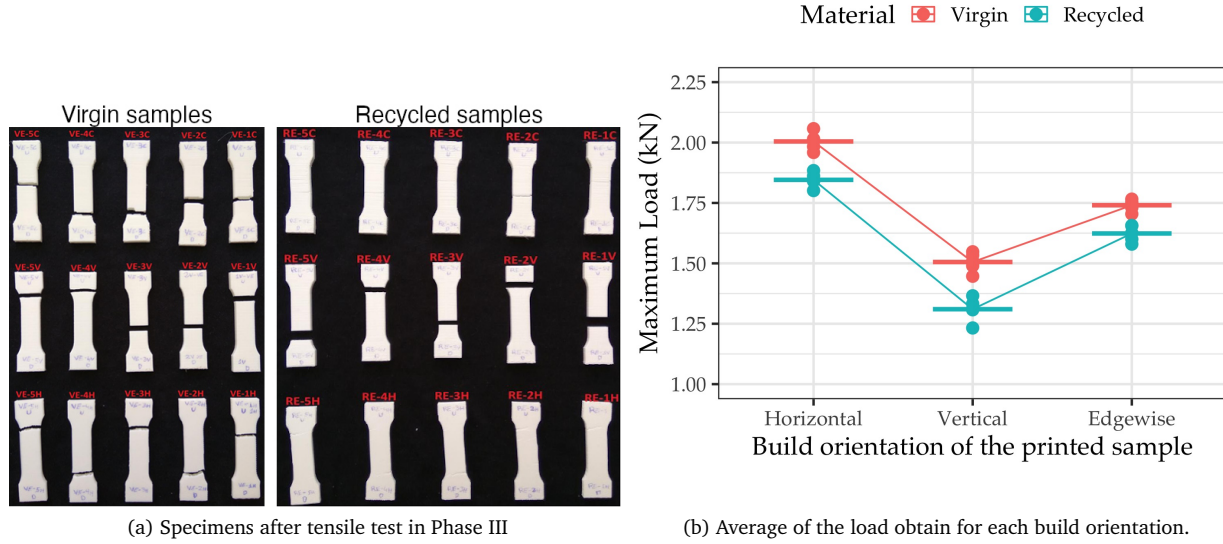 Virgin samples
Recycled samples
VE-5C VE-4C VE-3C VE-2C VE-1C
RE-5C RE-4C RE-3C RE-2C RE-1C
VE-5V VE-4V VE-3V VE-2V VE-1V
RE-5V RE-4V RE-3V RE-2V RE-1V
VE-5H VE-4H VE-3H VE-2H VE-1H
RE-5H RE-4H RE-3H RE-2H RE-1H
(a) Specimens after tensile test in Phase III
Material Virgin Recycled
Maximum Load (kN)
2.25
2.00
1.75
1.50
1.25
1.00
Horizontal Vertical Edgewise
Build orientation of the printed sample
(b) Average of the load obtain for each build orientation.